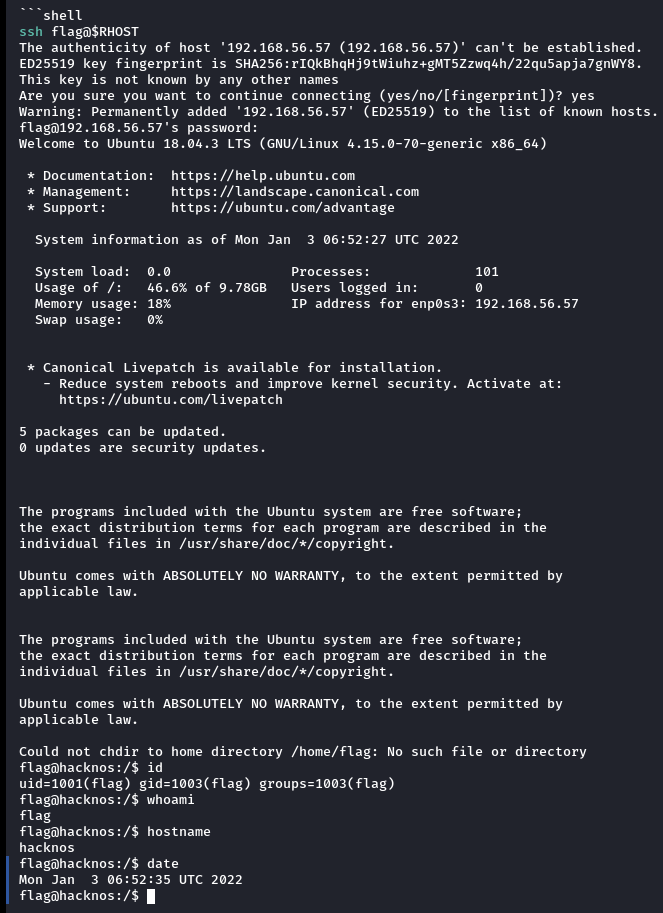 ```shell
ssh flag@$RHOST
The authenticity of host '192.168.56.57 (192.168.56.57)' can't be established.
ED25519 key fingerprint is SHA256:rIQkBhqHj9tWiuhz+gMT5Zzwq4h/22qu5apja7gnWY8.
This key is not known by any other names
Are you sure you want to continue connecting (yes/no/[fingerprint])? yes
Warning: Permanently added '192.168.56.57' (ED25519) to the list of known hosts.
flag@192.168.56.57's password:
Welcome to Ubuntu 18.04.3 LTS (GNU/Linux 4.15.0-70-generic x86_64)

 * Documentation:  https://help.ubuntu.com
 * Management:     https://landscape.canonical.com
 * Support:        https://ubuntu.com/advantage

  System information as of Mon Jan  3 06:52:27 UTC 2022

  System load:  0.0               Processes:             101
  Usage of /:   46.6% of 9.78GB   Users logged in:       0
  Memory usage: 18%               IP address for enp0s3: 192.168.56.57
  Swap usage:   0%


 * Canonical Livepatch is available for installation.
   - Reduce system reboots and improve kernel security. Activate at:
     https://ubuntu.com/livepatch

5 packages can be updated.
0 updates are security updates.



The programs included with the Ubuntu system are free software;
the exact distribution terms for each program are described in the
individual files in /usr/share/doc/*/copyright.

Ubuntu comes with ABSOLUTELY NO WARRANTY, to the extent permitted by
applicable law.


The programs included with the Ubuntu system are free software;
the exact distribution terms for each program are described in the
individual files in /usr/share/doc/*/copyright.

Ubuntu comes with ABSOLUTELY NO WARRANTY, to the extent permitted by
applicable law.

Could not chdir to home directory /home/flag: No such file or directory
flag@hacknos:/$ id
uid=1001(flag) gid=1003(flag) groups=1003(flag)
flag@hacknos:/$ whoami
flag
flag@hacknos:/$ hostname
hacknos
flag@hacknos:/$ date
Mon Jan  3 06:52:35 UTC 2022
flag@hacknos:/$